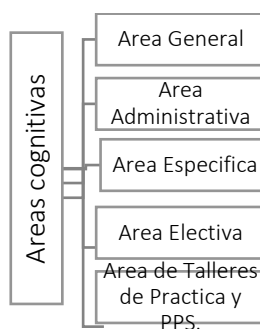 Areas cognitivas
Area General
Area
Administrativa
Area Especifica
Area Electiva
Area de Talleres
de Practica y
PPS.